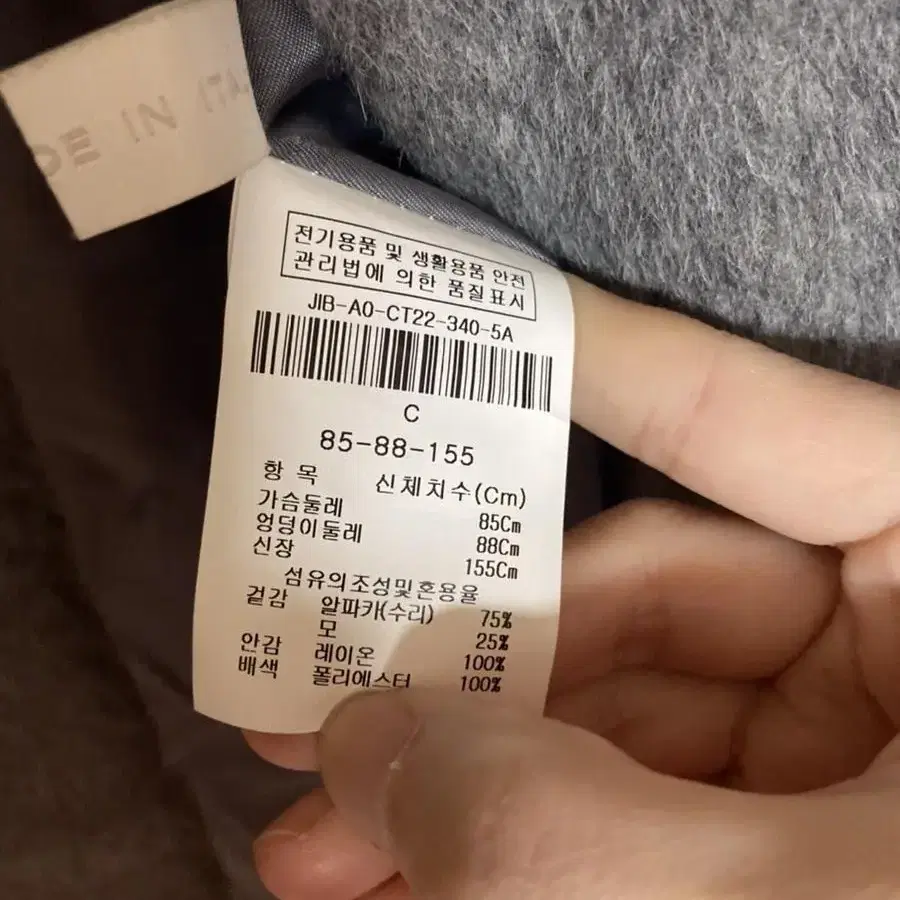 DE IN ITA
전기용품 및 생활용품 안전
관리법에 의한 품질표시
JIB-A0-CT22-340-5A
C
85-88-155
항 목 신체치수(Cm)
가슴둘레 85Cm
엉덩이둘레 88Cm
신장 155Cm
섬유의조성및혼용율
겉감 알파카(수리) 75%
모 25%
안감 레이온 100%
배색 폴리에스터 100%